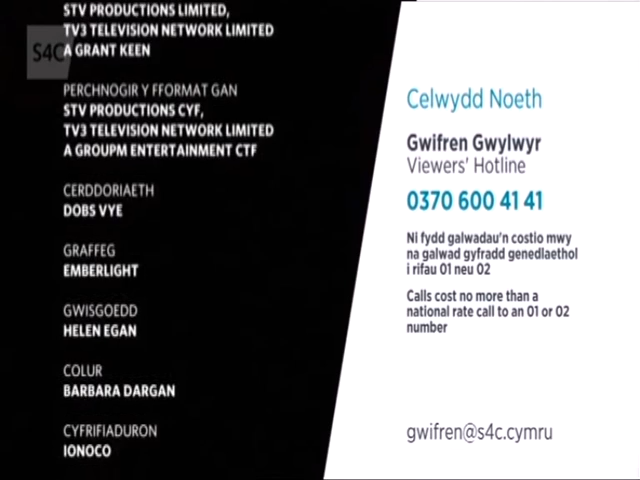 STV PRODUCTIONS LIMITED,
TV3 TELEVISION NETWORK LIMITED
A GRANT KEEN
S4C
PERCHNOGIR Y FFORMAT GAN
STV PRODUCTIONS CYF,
TV3 TELEVISION NETWORK LIMITED
A GROUPM ENTERTAINMENT CTF
CERDDORIAETH
DOBS VYE
GRAFFEG
EMBERLIGHT
GWISGOEDD
HELEN EGAN
COLUR
BARBARA DARGAN
CYFRIFIADURON
IONOCO
Celwydd Noeth
Gwifren Gwylwyr
Viewers' Hotline
0370 600 41 41
Ni fydd galwadau'n costio mwy
na galwad gyfradd genedlaethol
i rifau 01 neu 02
Calls cost no more than a
national rate call to an 01 or 02
number
gwifren@s4c.cymru